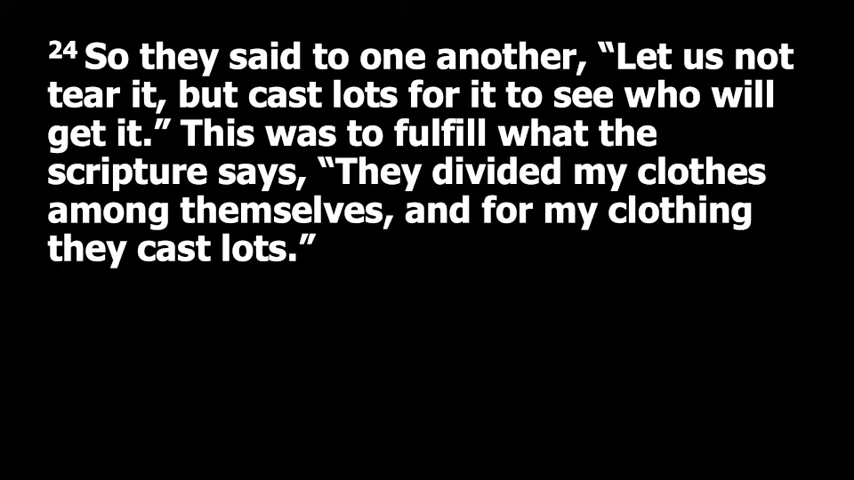 24 So they said to one another, “Let us not
tear it, but cast lots for it to see who will
get it.” This was to fulfill what the
scripture says, “They divided my clothes
among themselves, and for my clothing
they cast lots.”